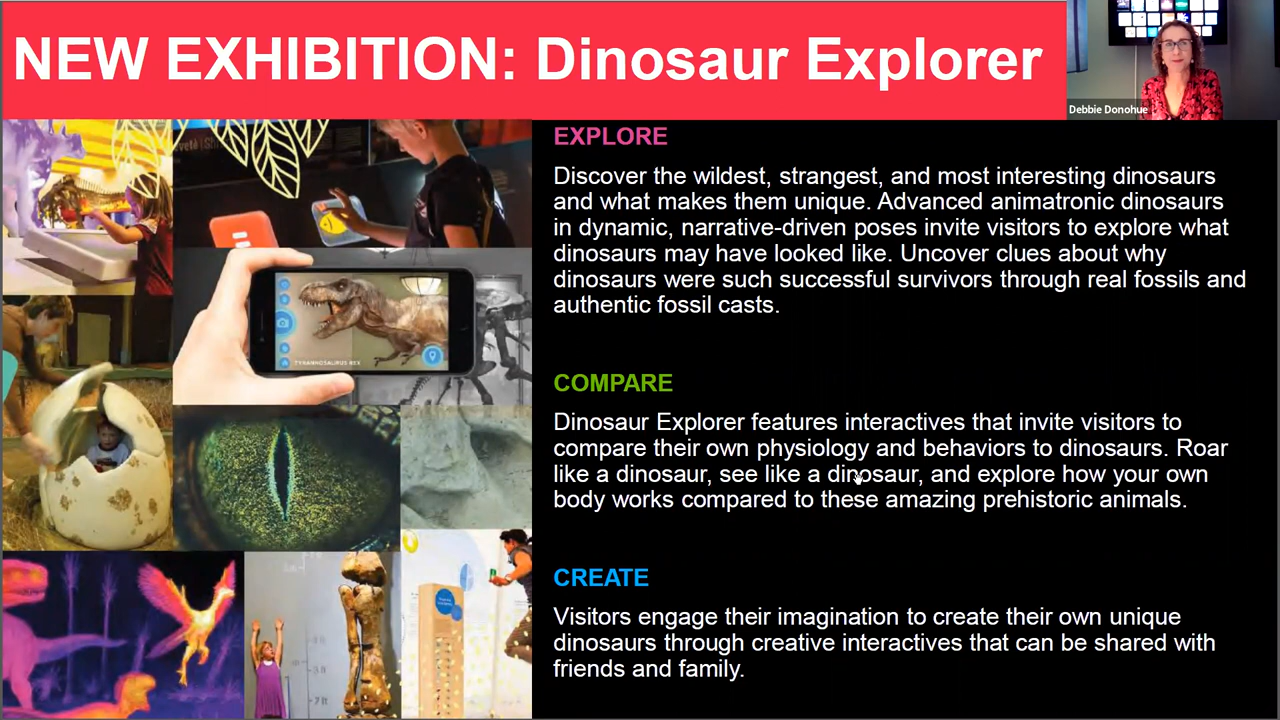 NEW EXHIBITION: Dinosaur Explorer
Debbie Donohue
EXPLORE
Discover the wildest, strangest, and most interesting dinosaurs
and what makes them unique. Advanced animatronic dinosaurs
in dynamic, narrative-driven poses invite visitors to explore what
dinosaurs may have looked like. Uncover clues about why
dinosaurs were such successful survivors through real fossils and
authentic fossil casts.
TYRANNOSAURUS REX
COMPARE
Dinosaur Explorer features interactives that invite visitors to
compare their own physiology and behaviors to dinosaurs. Roar
like a dinosaur, see like a dinosaur, and explore how your own
body works compared to these amazing prehistoric animals.
CREATE
Visitors engage their imagination to create their own unique
dinosaurs through creative interactives that can be shared with
friends and family.
7 ft